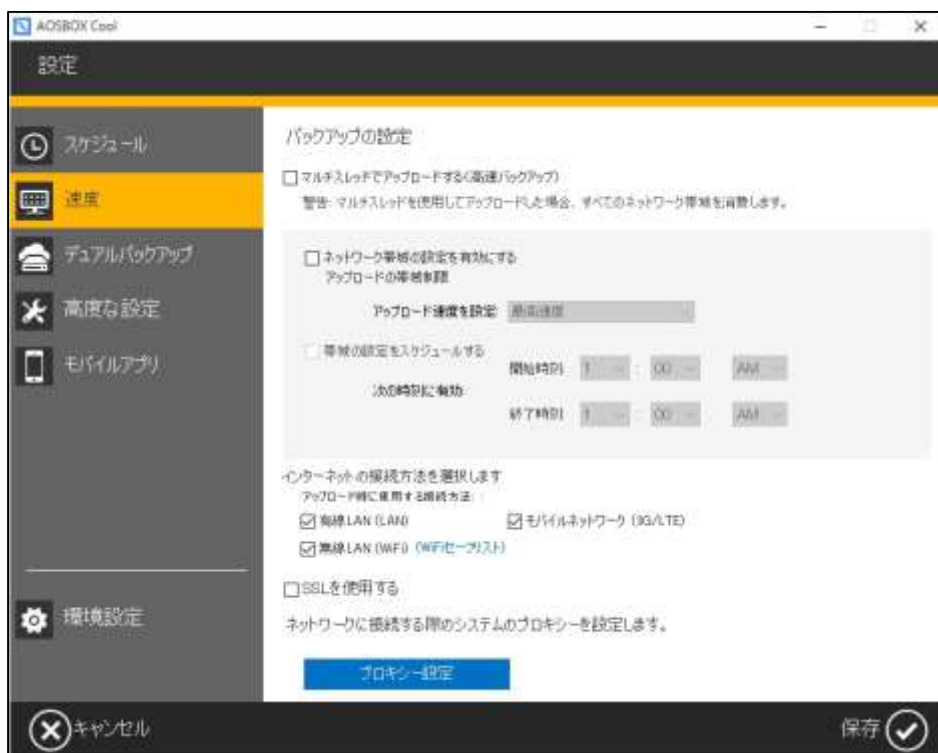 AOSBOX Cool
設定
スケジュール
速度
デュアルバックアップ
高度な設定
モバイルアプリ
環境設定
バックアップの設定
マルチスレッドでアップロードする(高速バックアップ)
警告: マルチスレッドを使用してアップロードした場合、すべてのネットワーク帯域を消費します。
ネットワーク帯域の設定を有効にする
アップロードの帯域制限
アップロード速度を設定: 最高速度
帯域の設定をスケジュールする
次の時刻に有効:
開始時刻: 1 : 00 AM
終了時刻: 1 : 00 AM
インターネットの接続方法を選択します
アップロード時に使用する接続方法:
有線LAN (LAN) モバイルネットワーク (3G/LTE)
無線LAN (WiFi) (WiFiセーフリスト)
SSLを使用する
ネットワークに接続する際のシステムのプロキシーを設定します。
プロキシー設定
キャンセル 保存